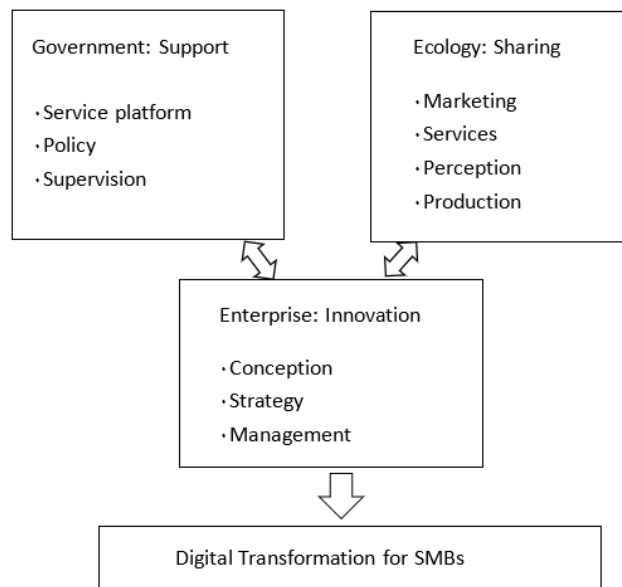 Government: Support
·Service platform
·Policy
·Supervision
Ecology: Sharing
·Marketing
·Services
·Perception
·Production
Enterprise: Innovation
·Conception
·Strategy
·Management
Digital Transformation for SMBs